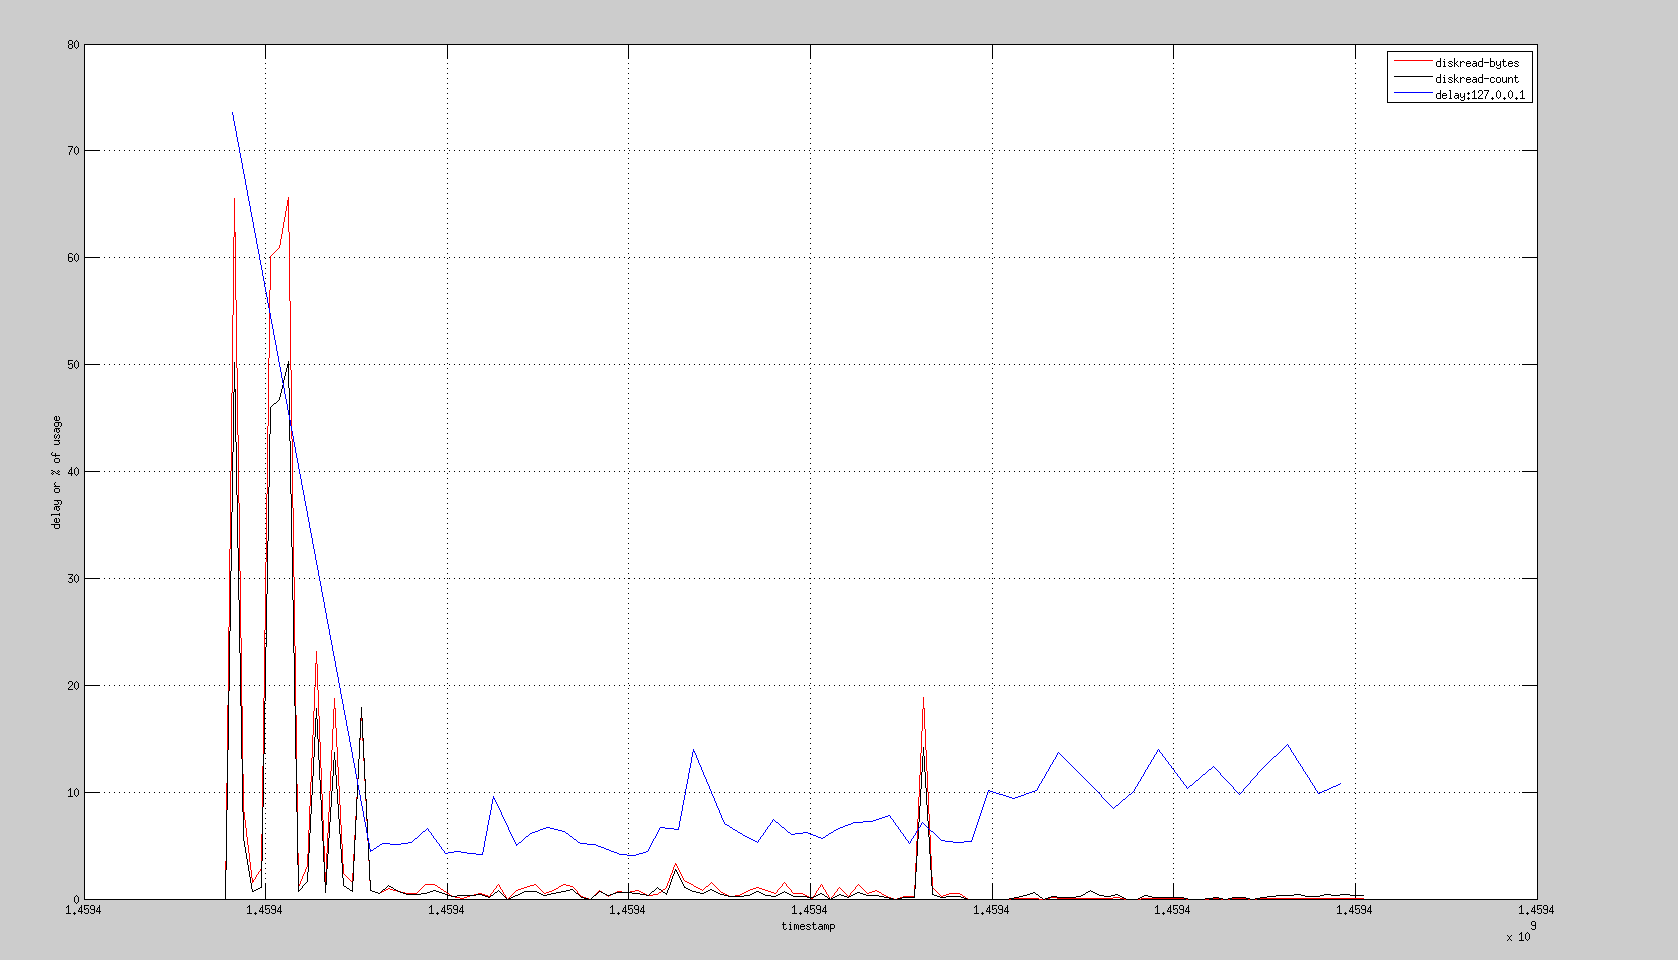 80
diskread-bytes
diskread-count
delay:127.0.0.1
70
60
50
delay or % of usage
40
30
20
10
0
1.4594 1.4594 1.4594 1.4594 1.4594 1.4594 1.4594 1.4594 1.4594
timestamp
x 10^9